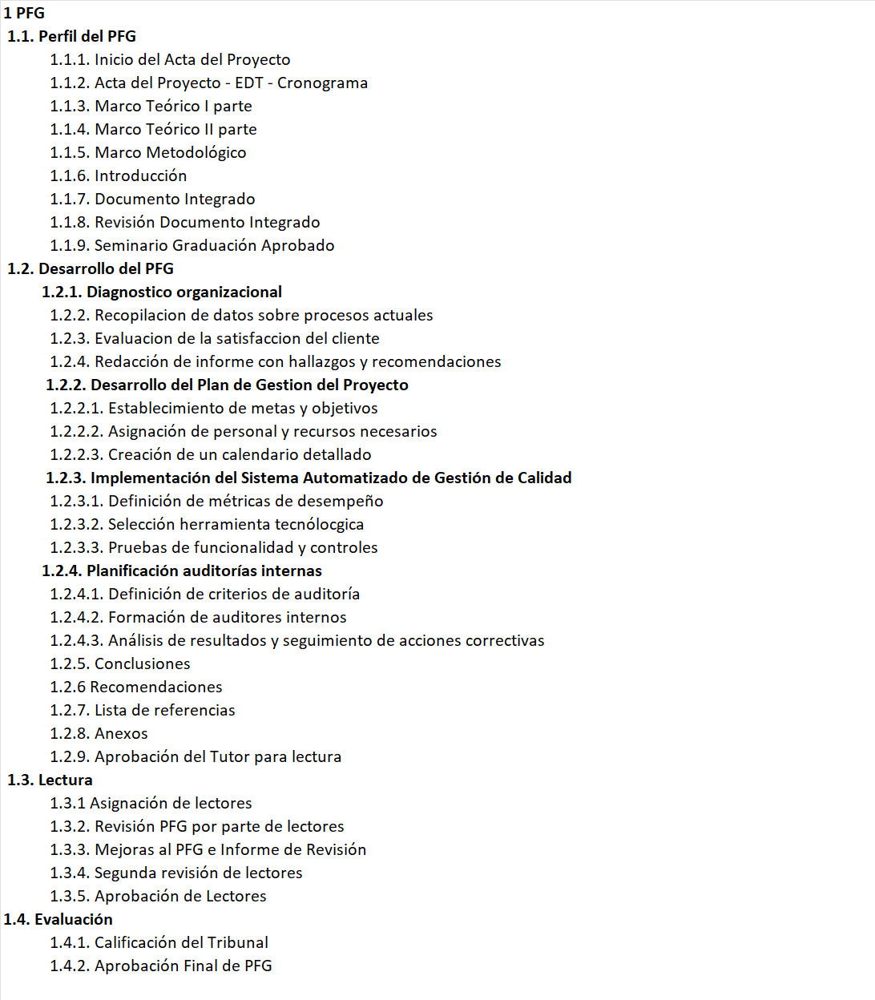 1 PFG
1.1. Perfil del PFG
1.1.1. Inicio del Acta del Proyecto
1.1.2. Acta del Proyecto - EDT - Cronograma
1.1.3. Marco Teórico I parte
1.1.4. Marco Teórico II parte
1.1.5. Marco Metodológico
1.1.6. Introducción
1.1.7. Documento Integrado
1.1.8. Revisión Documento Integrado
1.1.9. Seminario Graduación Aprobado
1.2. Desarrollo del PFG
1.2.1. Diagnostico organizacional
1.2.2. Recopilacion de datos sobre procesos actuales
1.2.3. Evaluacion de la satisfaccion del cliente
1.2.4. Redacción de informe con hallazgos y recomendaciones
1.2.2. Desarrollo del Plan de Gestion del Proyecto
1.2.2.1. Establecimiento de metas y objetivos
1.2.2.2. Asignación de personal y recursos necesarios
1.2.2.3. Creación de un calendario detallado
1.2.3. Implementación del Sistema Automatizado de Gestión de Calidad
1.2.3.1. Definición de métricas de desempeño
1.2.3.2. Selección herramienta tecnólocgica
1.2.3.3. Pruebas de funcionalidad y controles
1.2.4. Planificación auditorías internas
1.2.4.1. Definición de criterios de auditoría
1.2.4.2. Formación de auditores internos
1.2.4.3. Análisis de resultados y seguimiento de acciones correctivas
1.2.5. Conclusiones
1.2.6 Recomendaciones
1.2.7. Lista de referencias
1.2.8. Anexos
1.2.9. Aprobación del Tutor para lectura
1.3. Lectura
1.3.1 Asignación de lectores
1.3.2. Revisión PFG por parte de lectores
1.3.3. Mejoras al PFG e Informe de Revisión
1.3.4. Segunda revisión de lectores
1.3.5. Aprobación de Lectores
1.4. Evaluación
1.4.1. Calificación del Tribunal
1.4.2. Aprobación Final de PFG